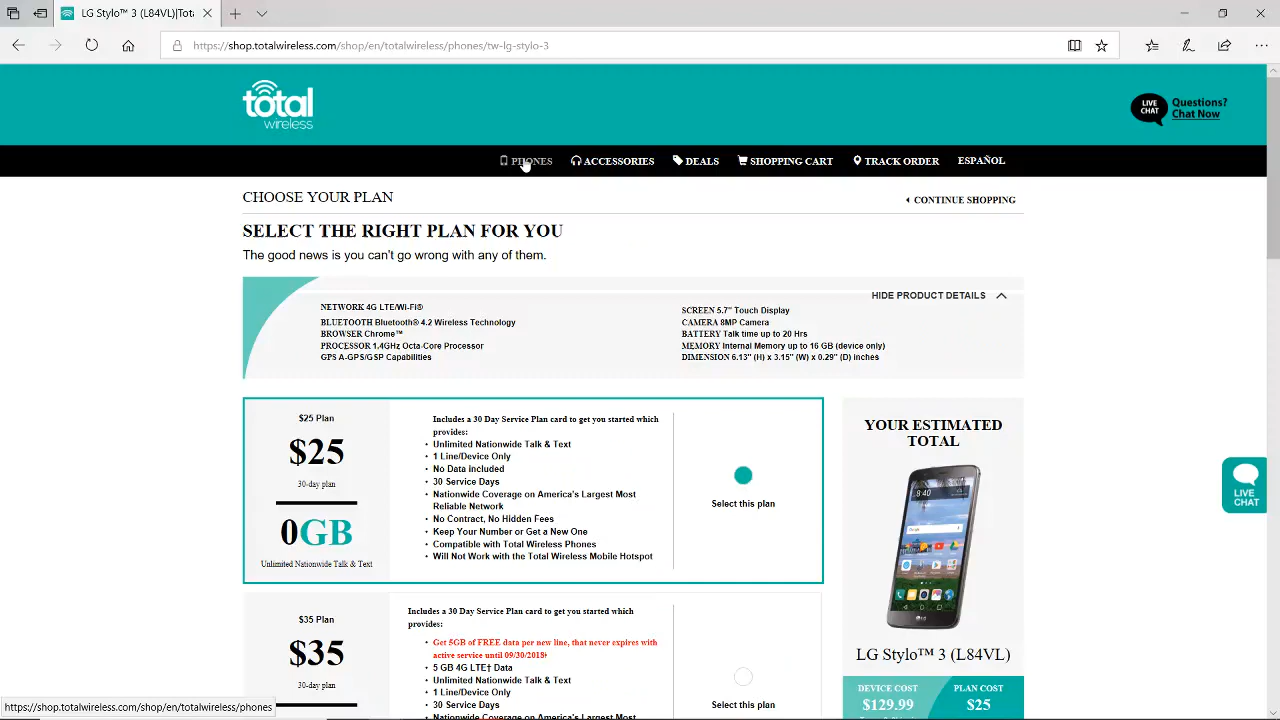 LG Stylo™ 3 (L84VL)|Tota
https://shop.totalwireless.com/shop/en/totalwireless/phones/tw-lg-stylo-3
total
wireless
LIVE CHAT
Questions?
Chat Now
PHONES
ACCESSORIES
DEALS
SHOPPING CART
TRACK ORDER
ESPAÑOL
CHOOSE YOUR PLAN
CONTINUE SHOPPING
SELECT THE RIGHT PLAN FOR YOU
The good news is you can't go wrong with any of them.
HIDE PRODUCT DETAILS
NETWORK 4G LTE/WI-FI®
BLUETOOTH Bluetooth® 4.2 Wireless Technology
BROWSER Chrome™
PROCESSOR 1.4GHz Octa-Core Processor
GPS A-GPS/GSP Capabilities
SCREEN 5.7" Touch Display
CAMERA 8MP Camera
BATTERY Talk time up to 20 Hrs
MEMORY Internal Memory up to 16 GB (device only)
DIMENSION 6.13" (H) x 3.15" (W) x 0.29" (D) inches
$25 Plan
$25
30-day plan
0GB
Unlimited Nationwide Talk & Text
Includes a 30 Day Service Plan card to get you started which
provides:
• Unlimited Nationwide Talk & Text
• 1 Line/Device Only
• No Data included
• 30 Service Days
• Nationwide Coverage on America's Largest Most
Reliable Network
• No Contract, No Hidden Fees
• Keep Your Number or Get a New One
• Compatible with Total Wireless Phones
• Will Not Work with the Total Wireless Mobile Hotspot
Select this plan
YOUR ESTIMATED
TOTAL
8:40
LG
LG Stylo™ 3 (L84VL)
DEVICE COST
$129.99
PLAN COST
$25
LIVE
CHAT
$35 Plan
$35
30-day plan
Includes a 30 Day Service Plan card to get you started which
provides:
• Get 5GB of FREE data per new line, that never expires with
active service until 09/30/2018‡
• 5 GB 4G LTE† Data
• Unlimited Nationwide Talk & Text
• 1 Line/Device Only
• 30 Service Days
• Nationwide Coverage on America's Largest Most
Select this plan
https://shop.totalwireless.com/shop/en/totalwireless/phones